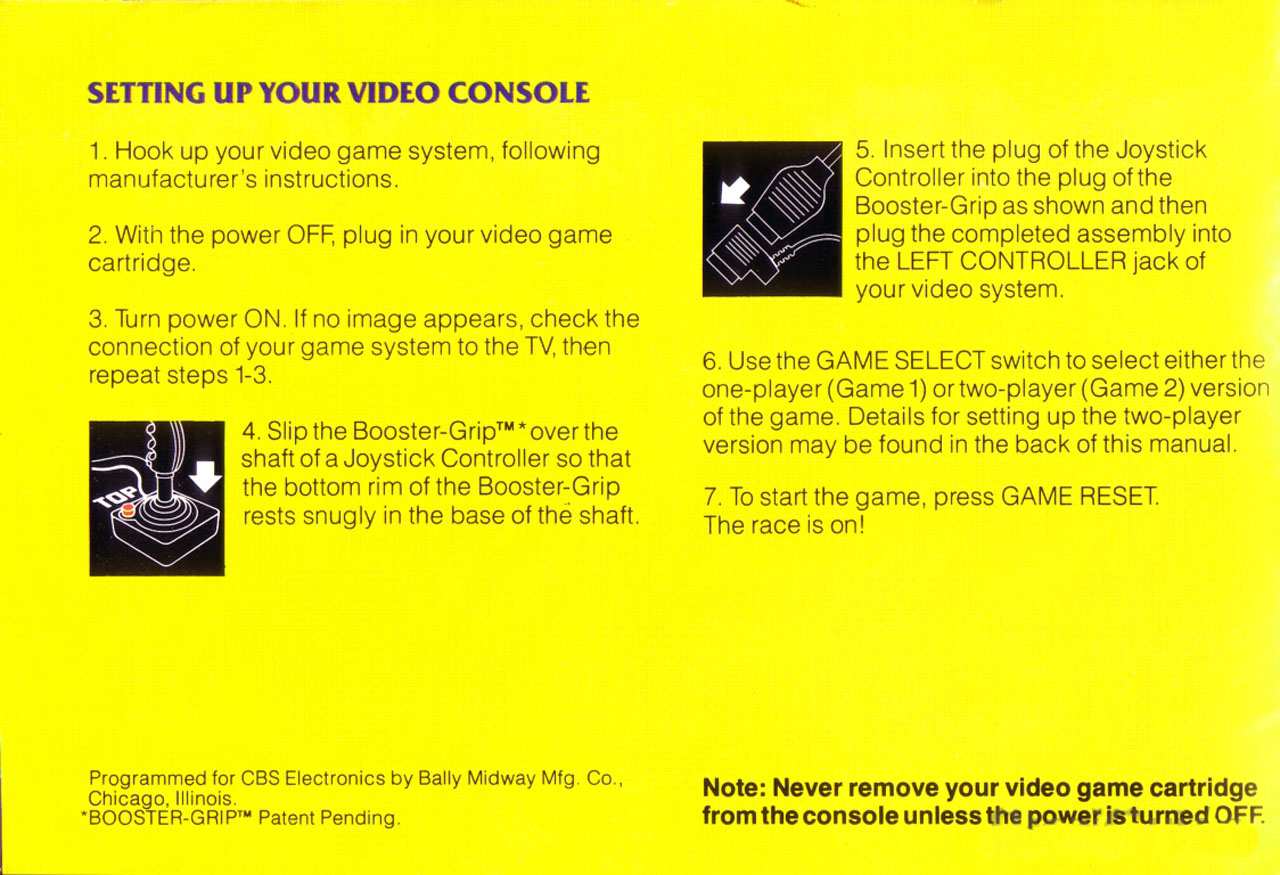 SETTING UP YOUR VIDEO CONSOLE
1. Hook up your video game system, following
manufacturer's instructions.
2. With the power OFF, plug in your video game
cartridge.
3. Turn power ON. If no image appears, check the
connection of your game system to the TV, then
repeat steps 1-3.
TOP
4. Slip the Booster-Grip™* over the
shaft of a Joystick Controller so that
the bottom rim of the Booster-Grip
rests snugly in the base of the shaft.
Programmed for CBS Electronics by Bally Midway Mfg. Co.,
Chicago, Illinois.
*BOOSTER-GRIP™ Patent Pending.
5. Insert the plug of the Joystick
Controller into the plug of the
Booster-Grip as shown and then
plug the completed assembly into
the LEFT CONTROLLER jack of
your video system.
6. Use the GAME SELECT switch to select either the
one-player (Game 1) or two-player (Game 2) version
of the game. Details for setting up the two-player
version may be found in the back of this manual.
7. To start the game, press GAME RESET.
The race is on!
Note: Never remove your video game cartridge
from the console unless the power is turned OFF.